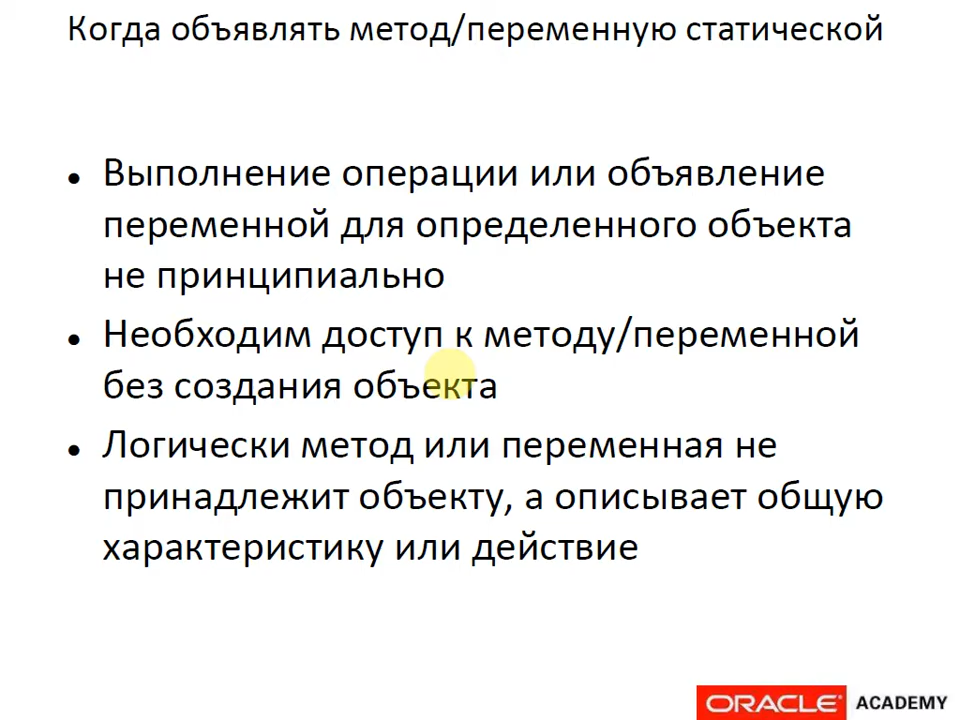 Когда объявлять метод/переменную статической
• Выполнение операции или объявление
переменной для определенного объекта
не принципиально
• Необходим доступ к методу/переменной
без создания объекта
• Логически метод или переменная не
принадлежит объекту, а описывает общую
характеристику или действие
ORACLE® ACADEMY